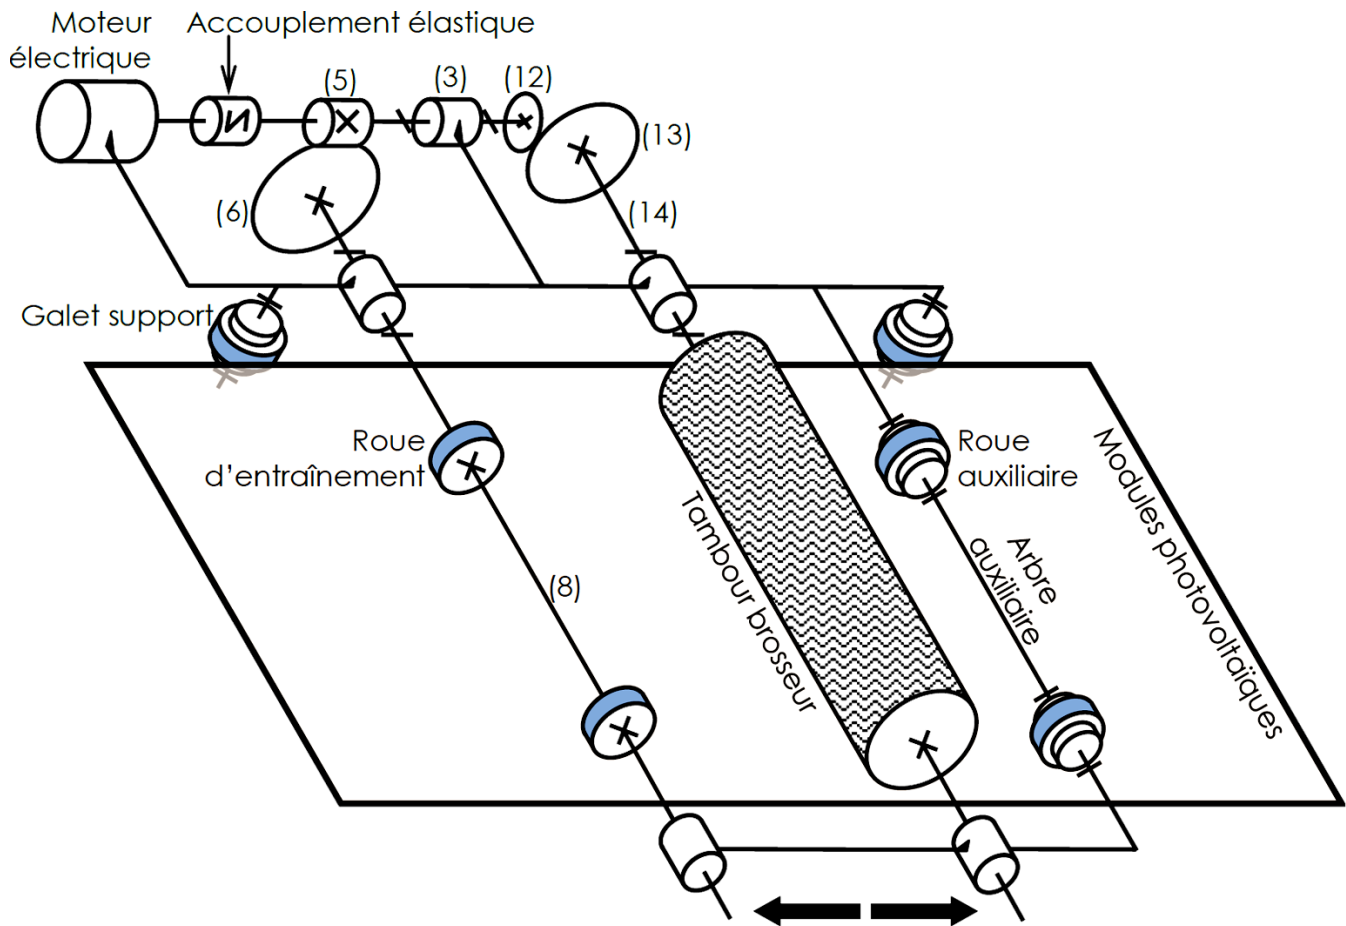 Moteur
électrique
Accouplement élastique
(5)
(3)
(12)
(13)
(6)
(14)
Galet support
Roue
d'entraînement
Roue
auxiliaire
Modules photovoltaïques
Tambour brosseur
Arbre
auxiliaire
(8)